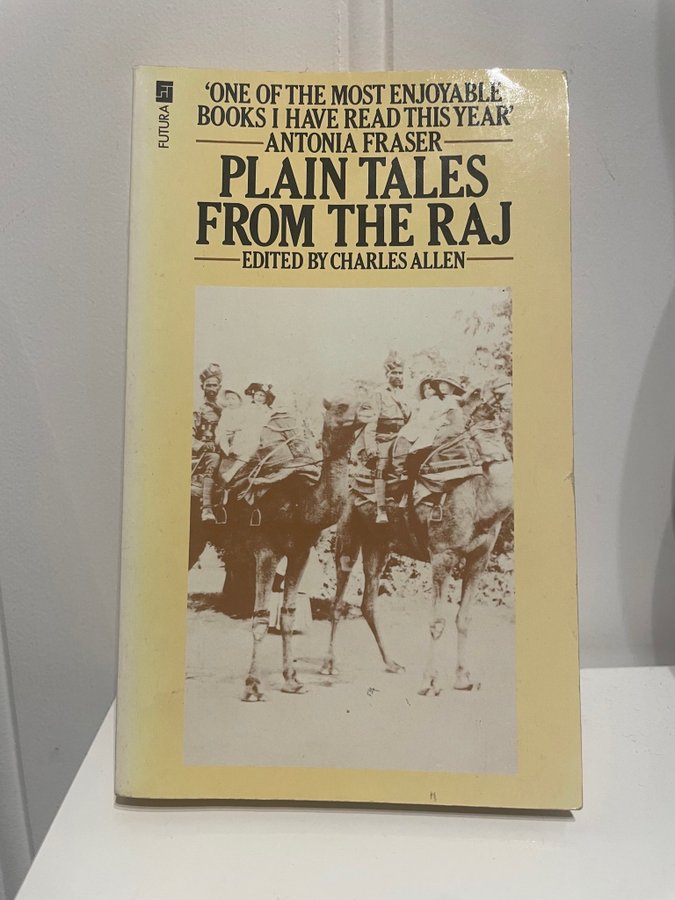 FUTURA
'ONE OF THE MOST ENJOYABLE
BOOKS I HAVE READ THIS YEAR'
ANTONIA FRASER
PLAIN TALES
FROM THE RAJ
EDITED BY CHARLES ALLEN